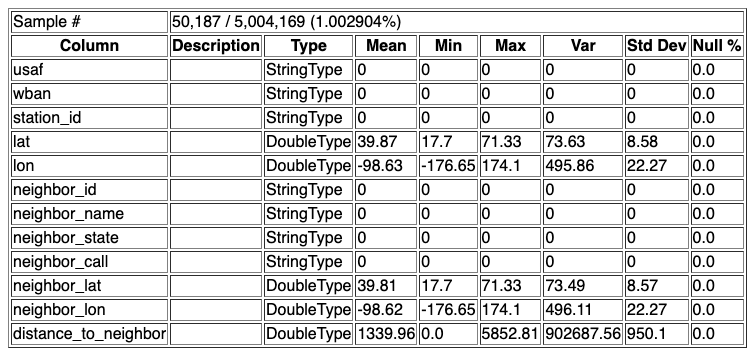 Sample # 50,187 / 5,004,169 (1.002904%)
Column Description Type Mean Min Max Var Std Dev Null %
usaf StringType 0 0 0 0 0 0.0
wban StringType 0 0 0 0 0 0.0
station_id StringType 0 0 0 0 0 0.0
lat DoubleType 39.87 17.7 71.33 73.63 8.58 0.0
lon DoubleType -98.63 -176.65 174.1 495.86 22.27 0.0
neighbor_id StringType 0 0 0 0 0 0.0
neighbor_name StringType 0 0 0 0 0 0.0
neighbor_state StringType 0 0 0 0 0 0.0
neighbor_call StringType 0 0 0 0 0 0.0
neighbor_lat DoubleType 39.81 17.7 71.33 73.49 8.57 0.0
neighbor_lon DoubleType -98.62 -176.65 174.1 496.11 22.27 0.0
distance_to_neighbor DoubleType 1339.96 0.0 5852.81 902687.56 950.1 0.0